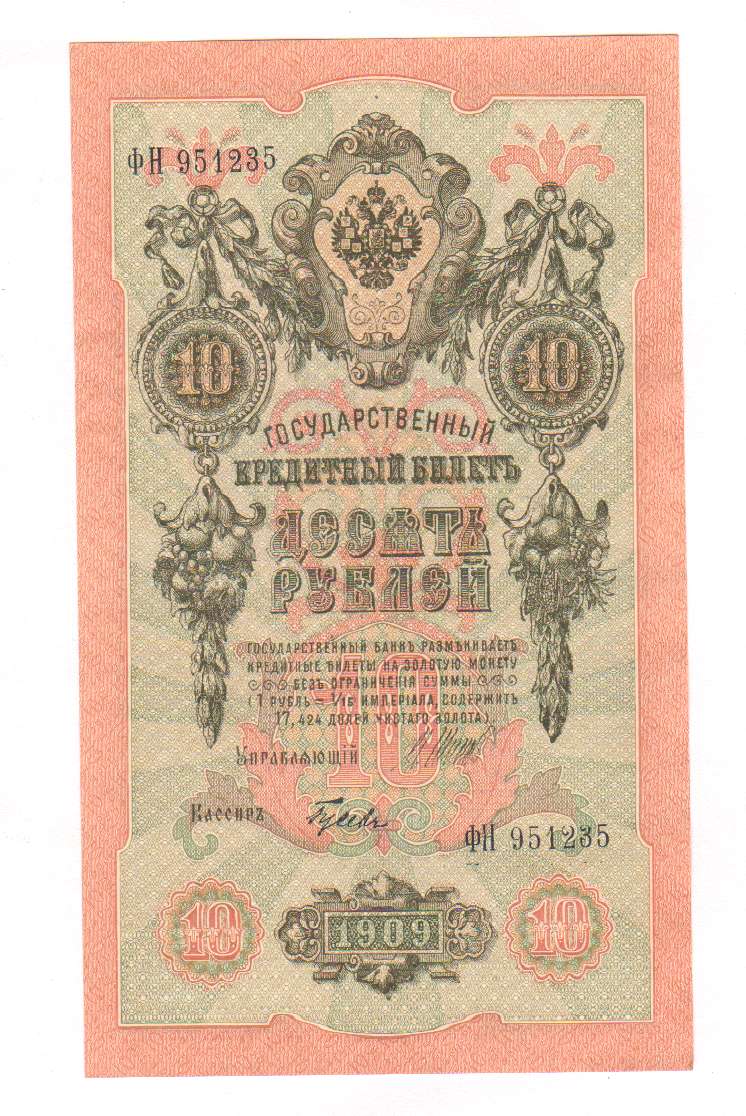 ФН 951235
10 10
ГОСУДАРСТВЕННЫЙ
КРЕДИТНЫЙ БИЛЕТЪ
ДЕСЯТЬ
РУБЛЕЙ
ГОСУДАРСТВЕННЫЙ БАНКЪ РАЗМѢНИВАЕТЪ
КРЕДИТНЫЕ БИЛЕТЫ НА ЗОЛОТУЮ МОНЕТУ
БЕЗЪ ОГРАНИЧЕНІЯ СУММЫ
(1 РУБЛЬ = 1/15 ИМПЕРІАЛА, СОДЕРЖИТЪ
17,424 ДОЛЕЙ ЧИСТАГО ЗОЛОТА).
10
Управляющій
Кассиръ
ФН 951235
10 1909 10